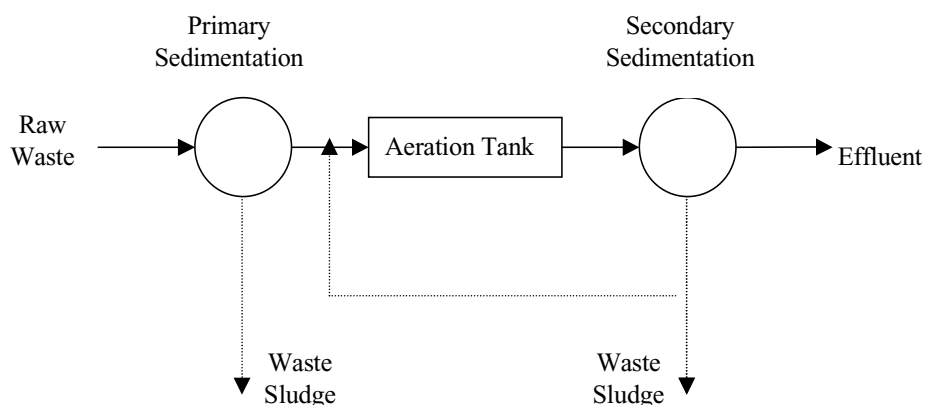 Primary
Sedimentation
Secondary
Sedimentation
Raw
Waste
Aeration Tank
Effluent
Waste
Sludge
Waste
Sludge